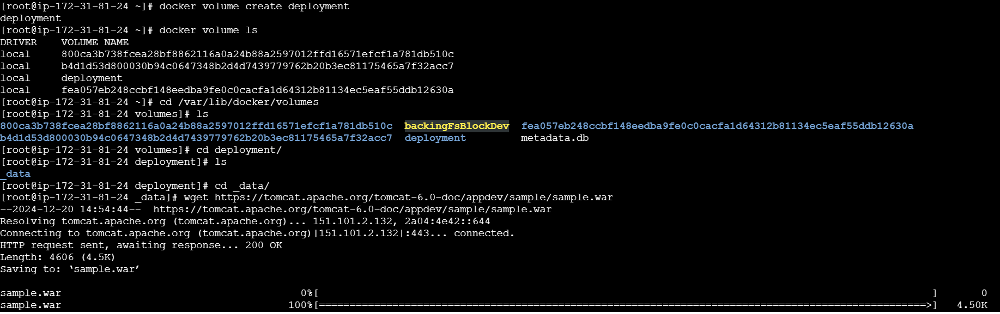 [root@ip-172-31-81-24 ~]# docker volume create deployment
deployment
[root@ip-172-31-81-24 ~]# docker volume ls
DRIVER    VOLUME NAME
local     800ca3b738fcea28bf8862116a0a24b88a2597012ffd16571efcf1a781db510c
local     b4d1d53d800030b94c0647348b2d4d7439779762b20b3ec81175465a7f32acc7
local     deployment
local     fea057eb248ccbf148eedba9fe0c0cacfa1d64312b81134ec5eaf55ddb12630a
[root@ip-172-31-81-24 ~]# cd /var/lib/docker/volumes
[root@ip-172-31-81-24 volumes]# ls
800ca3b738fcea28bf8862116a0a24b88a2597012ffd16571efcf1a781db510c  backingFsBlockDev  fea057eb248ccbf148eedba9fe0c0cacfa1d64312b81134ec5eaf55ddb12630a
b4d1d53d800030b94c0647348b2d4d7439779762b20b3ec81175465a7f32acc7  deployment         metadata.db
[root@ip-172-31-81-24 volumes]# cd deployment/
[root@ip-172-31-81-24 deployment]# ls
_data
[root@ip-172-31-81-24 deployment]# cd _data/
[root@ip-172-31-81-24 _data]# wget https://tomcat.apache.org/tomcat-6.0-doc/appdev/sample/sample.war
--2024-12-20 14:54:44--  https://tomcat.apache.org/tomcat-6.0-doc/appdev/sample/sample.war
Resolving tomcat.apache.org (tomcat.apache.org)... 151.101.2.132, 2a04:4e42::644
Connecting to tomcat.apache.org (tomcat.apache.org)|151.101.2.132|:443... connected.
HTTP request sent, awaiting response... 200 OK
Length: 4606 (4.5K)
Saving to: ‘sample.war’
sample.war                                     0%[                                                                                                    ]       0
sample.war                                   100%[===================================================================================================>]   4.50K